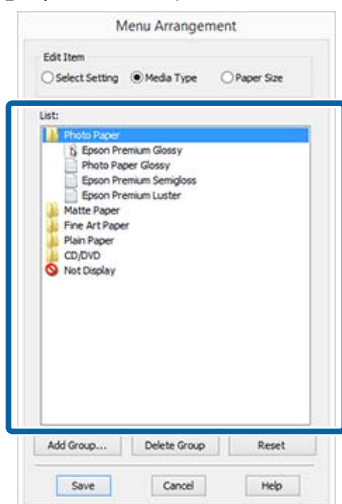 Menu Arrangement
Edit Item
Select Setting Media Type Paper Size
List:
Photo Paper
Epson Premium Glossy
Photo Paper Glossy
Epson Premium Semigloss
Epson Premium Luster
Matte Paper
Fine Art Paper
Plain Paper
CD/DVD
Not Display
Add Group... Delete Group Reset
Save Cancel Help